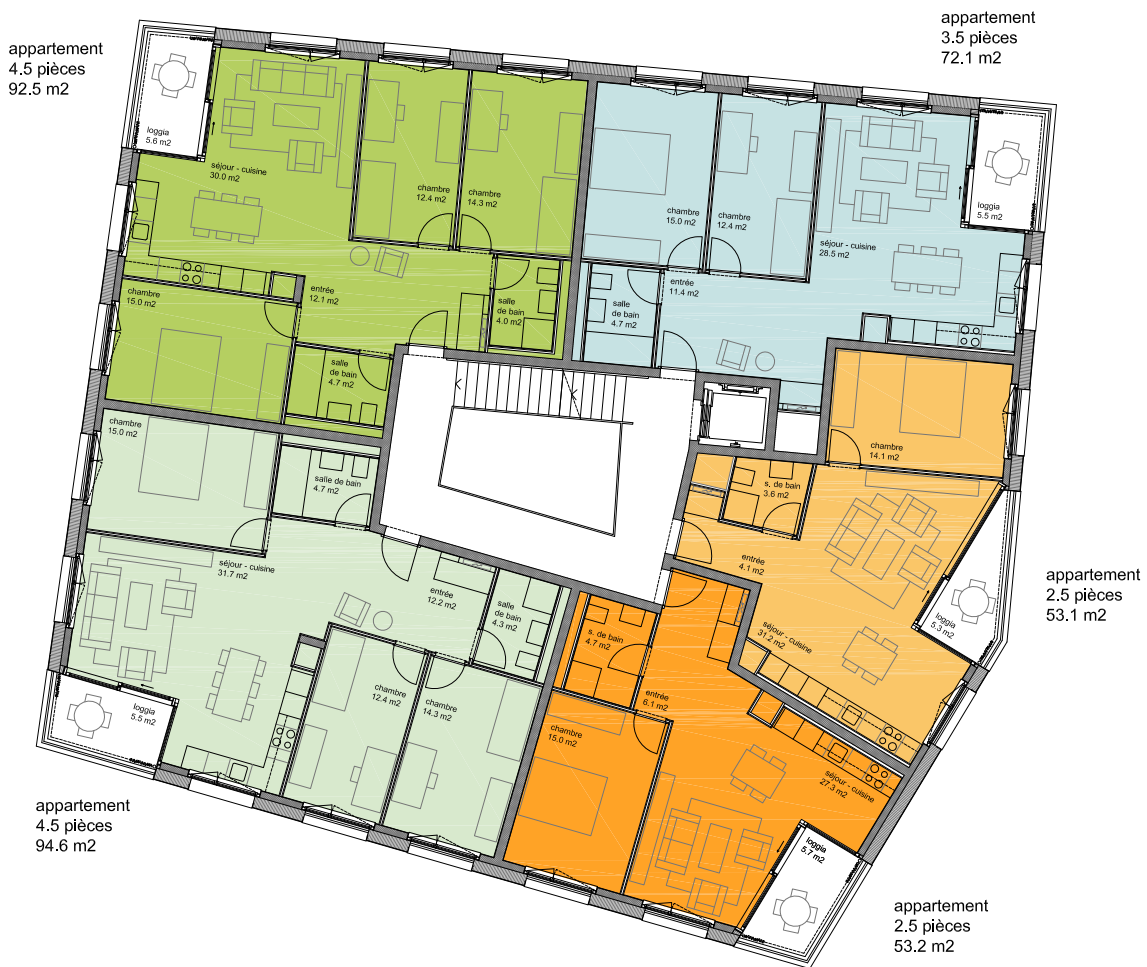 appartement
4.5 pièces
92.5 m2
appartement
3.5 pièces
72.1 m2
loggia
5.6 m2
séjour - cuisine
30.0 m2
chambre
12.4 m2
chambre
14.3 m2
chambre
15.0 m2
entrée
12.1 m2
salle
de bain
4.0 m2
salle
de bain
4.7 m2
chambre
15.0 m2
chambre
12.4 m2
séjour - cuisine
28.5 m2
loggia
5.5 m2
salle
de bain
4.7 m2
entrée
11.4 m2
chambre
14.1 m2
s. de bain
3.6 m2
entrée
4.1 m2
séjour - cuisine
31.2 m2
loggia
5.3 m2
appartement
2.5 pièces
53.1 m2
chambre
15.0 m2
salle de bain
4.7 m2
séjour - cuisine
31.7 m2
entrée
12.2 m2
salle
de bain
4.3 m2
chambre
12.4 m2
chambre
14.3 m2
loggia
5.5 m2
appartement
4.5 pièces
94.6 m2
s. de bain
4.7 m2
entrée
6.1 m2
chambre
15.0 m2
séjour - cuisine
27.3 m2
loggia
5.7 m2
appartement
2.5 pièces
53.2 m2